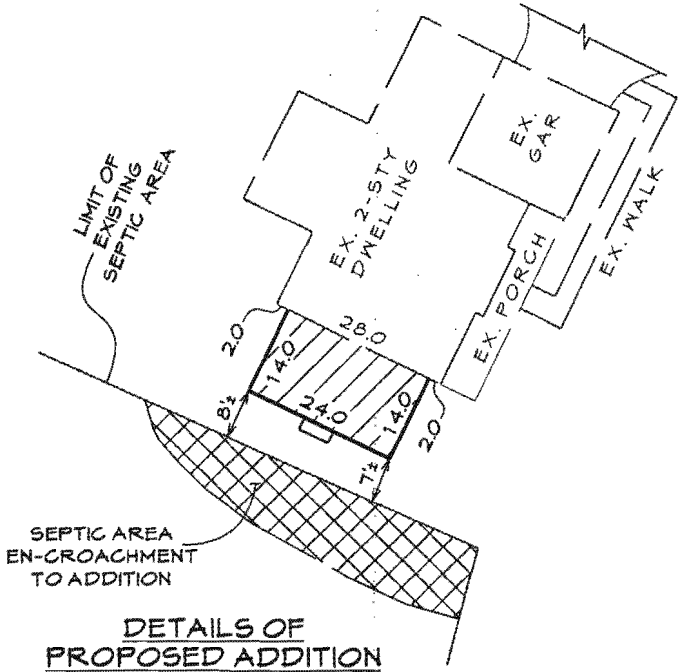 EX.
GAR
LIMIT OF
EXISTING
SEPTIC AREA
EX. 2-STY
DWELLING
EX. WALK
EX. PORCH
2.0
28.0
14.0
24.0
14.0
2.0
8'±
7'±
SEPTIC AREA
EN-CROACHMENT
TO ADDITION
DETAILS OF
PROPOSED ADDITION